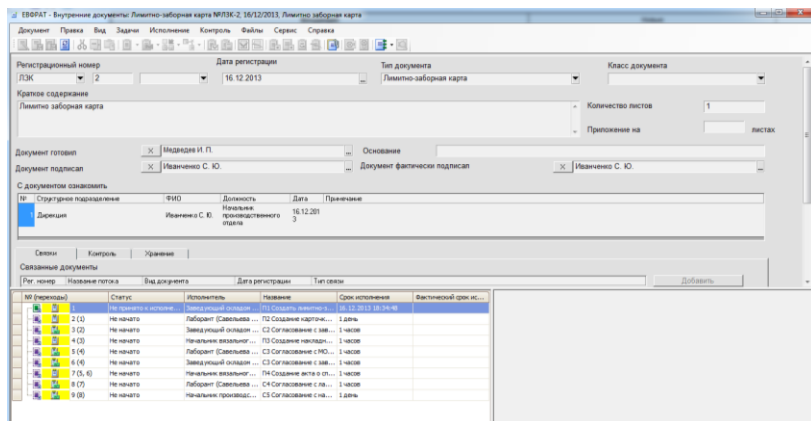 ЕВФРАТ - Внутренние документы: Лимитно-заборная карта №ЛЗК-2, 16/12/2013, Лимитно заборная карта
Документ Правка Вид Задачи Исполнение Контроль Файлы Сервис Справка
Регистрационный номер Дата регистрации Тип документа Класс документа
ЛЗК 2 16.12.2013 ... Лимитно-заборная карта
Краткое содержание
Лимитно заборная карта
Количество листов 1
Приложение на листах
Документ готовил X Медведев И. П. ... Основание
Документ подписал X Иванченко С. Ю. ... Документ фактически подписал X Иванченко С. Ю. ...
С документом ознакомить
№ Структурное подразделение ФИО Должность Дата Примечание
1 Дирекция Иванченко С. Ю. Начальник производственного отдела 16.12.2013
Связки Контроль Хранение
Связанные документы
Рег. номер Название потока Вид документа Дата регистрации Тип связи Добавить
№ (переходы) Статус Исполнитель Название Срок исполнения Фактический срок ис...
1 Не принято к исполне... Заведующий складом ... П1 Создать лимитно-з... 16.12.2013 18:34:48
2 (1) Не начато Лаборант (Савельева ... П2 Создание карточк... 1 часов
3 (2) Не начато Заведующий складом ... С2 Согласование с зав... 1 часов
4 (3) Не начато Начальник вязальног... П3 Создание накладн... 1 часов
5 (4) Не начато Лаборант (Савельева ... С3 Согласование с МО... 1 часов
6 (4) Не начато Заведующий складом ... С3 Согласование с зав... 1 часов
7 (5, 6) Не начато Начальник вязальног... П4 Создание акта о сп... 1 часов
8 (7) Не начато Лаборант (Савельева ... С4 Согласование с ла... 1 часов
9 (8) Не начато Начальник производс... С5 Согласование с на... 1 день